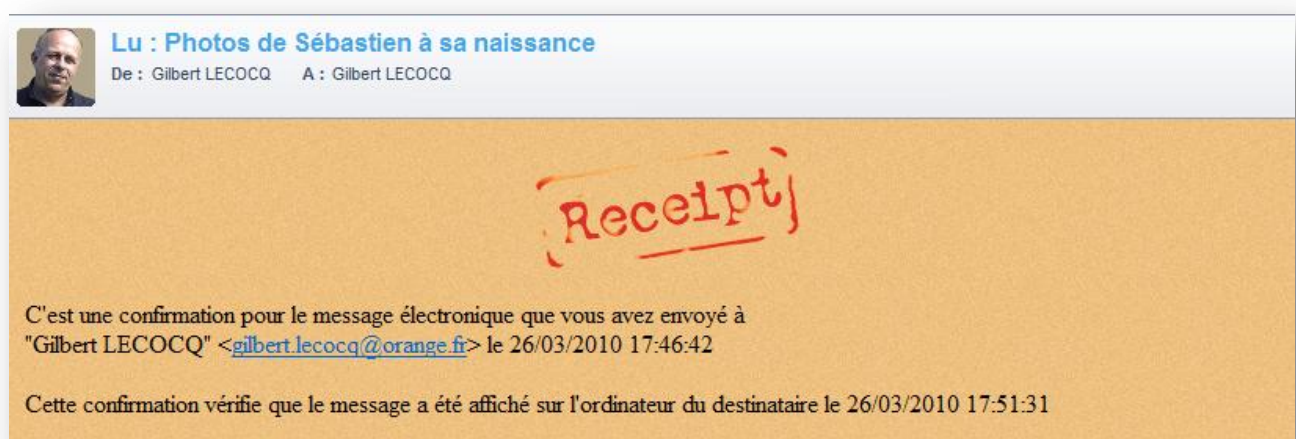 Lu : Photos de Sébastien à sa naissance
De : Gilbert LECOCQ A : Gilbert LECOCQ
Receipt
C'est une confirmation pour le message électronique que vous avez envoyé à
"Gilbert LECOCQ" <gilbert.lecocq@orange.fr> le 26/03/2010 17:46:42
Cette confirmation vérifie que le message a été affiché sur l'ordinateur du destinataire le 26/03/2010 17:51:31